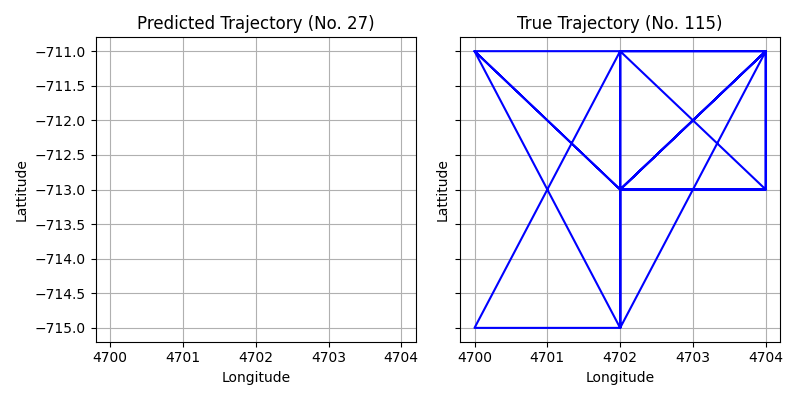 Predicted Trajectory (No. 27)
True Trajectory (No. 115)
−711.0
−711.5
−712.0
−712.5
−713.0
−713.5
−714.0
−714.5
−715.0
Lattitude
Lattitude
4700 4701 4702 4703 4704
4700 4701 4702 4703 4704
Longitude
Longitude